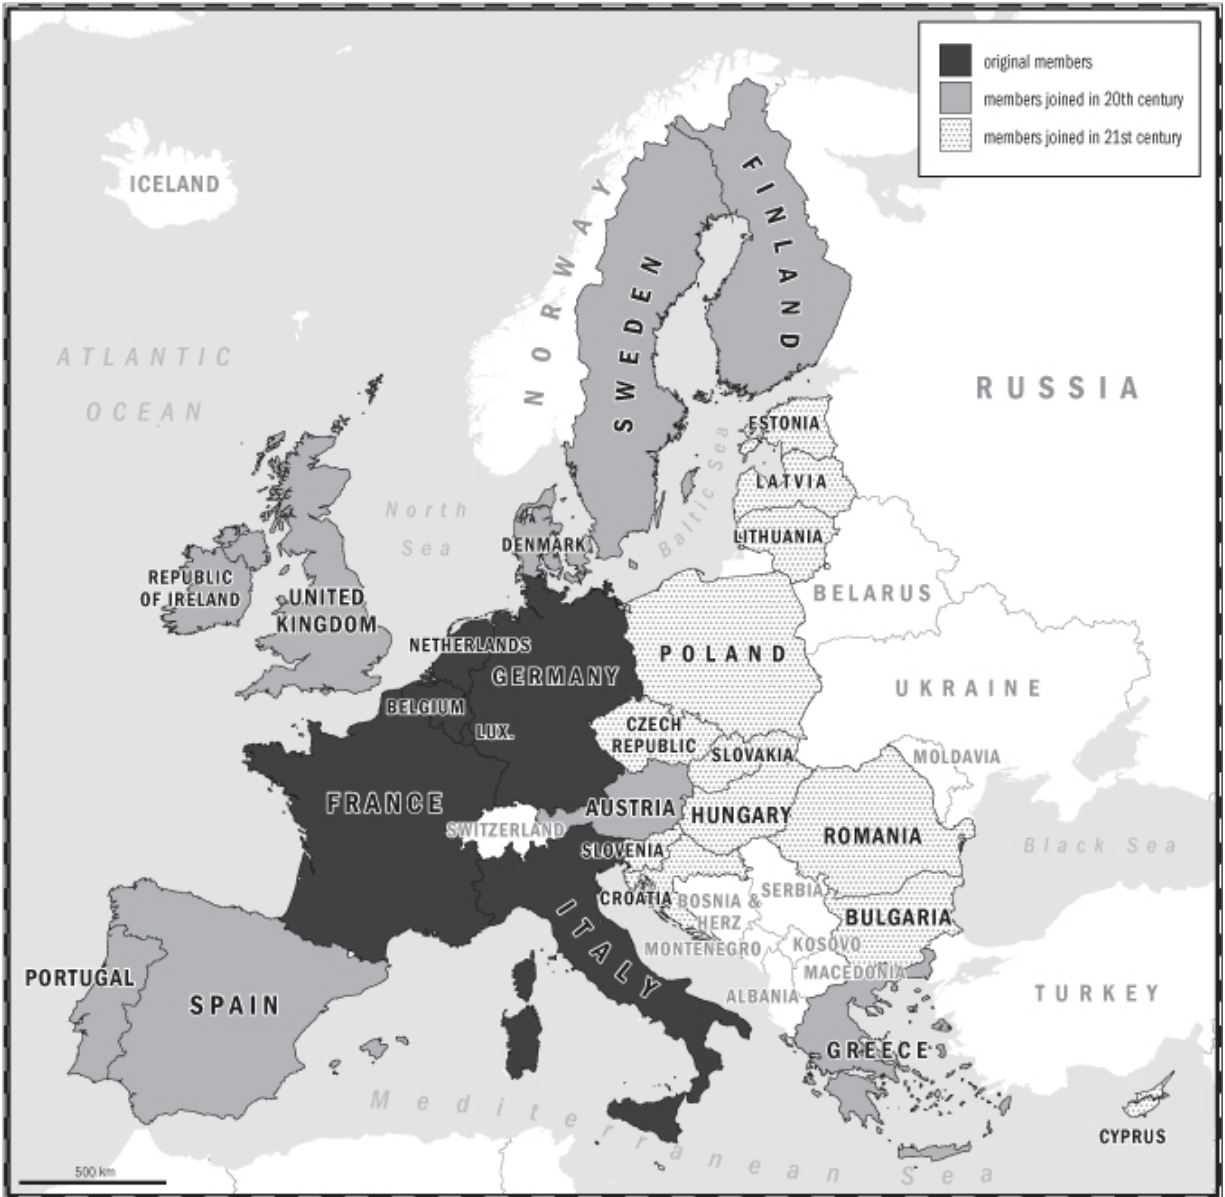 original members
members joined in 20th century
members joined in 21st century
ICELAND
NORWAY
SWEDEN
FINLAND
ATLANTIC
OCEAN
RUSSIA
ESTONIA
LATVIA
LITHUANIA
Baltic Sea
North
Sea
DENMARK
REPUBLIC
OF IRELAND
UNITED
KINGDOM
BELARUS
NETHERLANDS
GERMANY
POLAND
UKRAINE
BELGIUM
LUX.
CZECH
REPUBLIC
SLOVAKIA
MOLDAVIA
FRANCE
AUSTRIA
HUNGARY
SWITZERLAND
ROMANIA
Black Sea
SLOVENIA
CROATIA
BOSNIA &
HERZ
SERBIA
BULGARIA
ITALY
MONTENEGRO
KOSOVO
MACEDONIA
ALBANIA
PORTUGAL
SPAIN
TURKEY
GREECE
Mediterranean Sea
CYPRUS
500 km